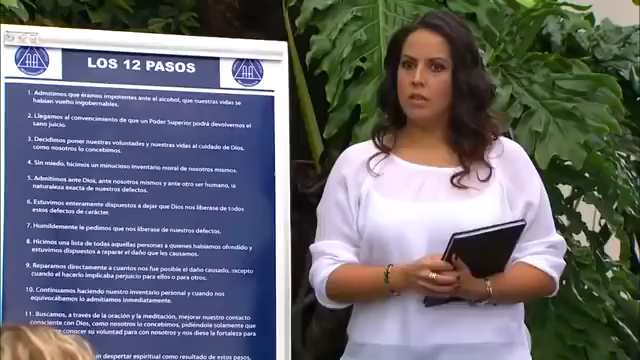 LOS 12 PASOS
AA
AA
1. Admitimos que éramos impotentes ante el alcohol, que nuestras vidas se
habían vuelto ingobernables.
2. Llegamos al convencimiento de que un Poder Superior podrá devolvernos el
sano juicio.
3. Decidimos poner nuestras voluntades y nuestras vidas al cuidado de Dios,
como nosotros lo concebimos.
4. Sin miedo, hicimos un minucioso inventario moral de nosotros mismos.
5. Admitimos ante Dios, ante nosotros mismos y ante otro ser humano, la
naturaleza exacta de nuestros defectos.
6. Estuvimos enteramente dispuestos a dejar que Dios nos liberase de todos
estos defectos de carácter.
7. Humildemente le pedimos que nos liberase de nuestros defectos.
8. Hicimos una lista de todas aquellas personas a quienes habíamos ofendido y
estuvimos dispuestos a reparar el daño que les causamos.
9. Reparamos directamente a cuantos nos fue posible el daño causado, excepto
cuando el hacerlo implicaba perjuicio para ellos o para otros.
10. Continuamos haciendo nuestro inventario personal y cuando nos
equivocábamos lo admitíamos inmediatamente.
11. Buscamos, a través de la oración y la meditación, mejorar nuestro contacto
consciente con Dios, como nosotros lo concebimos, pidiéndole solamente que
conocer su voluntad para con nosotros y nos diese la fortaleza para
un despertar espiritual como resultado de estos pasos,